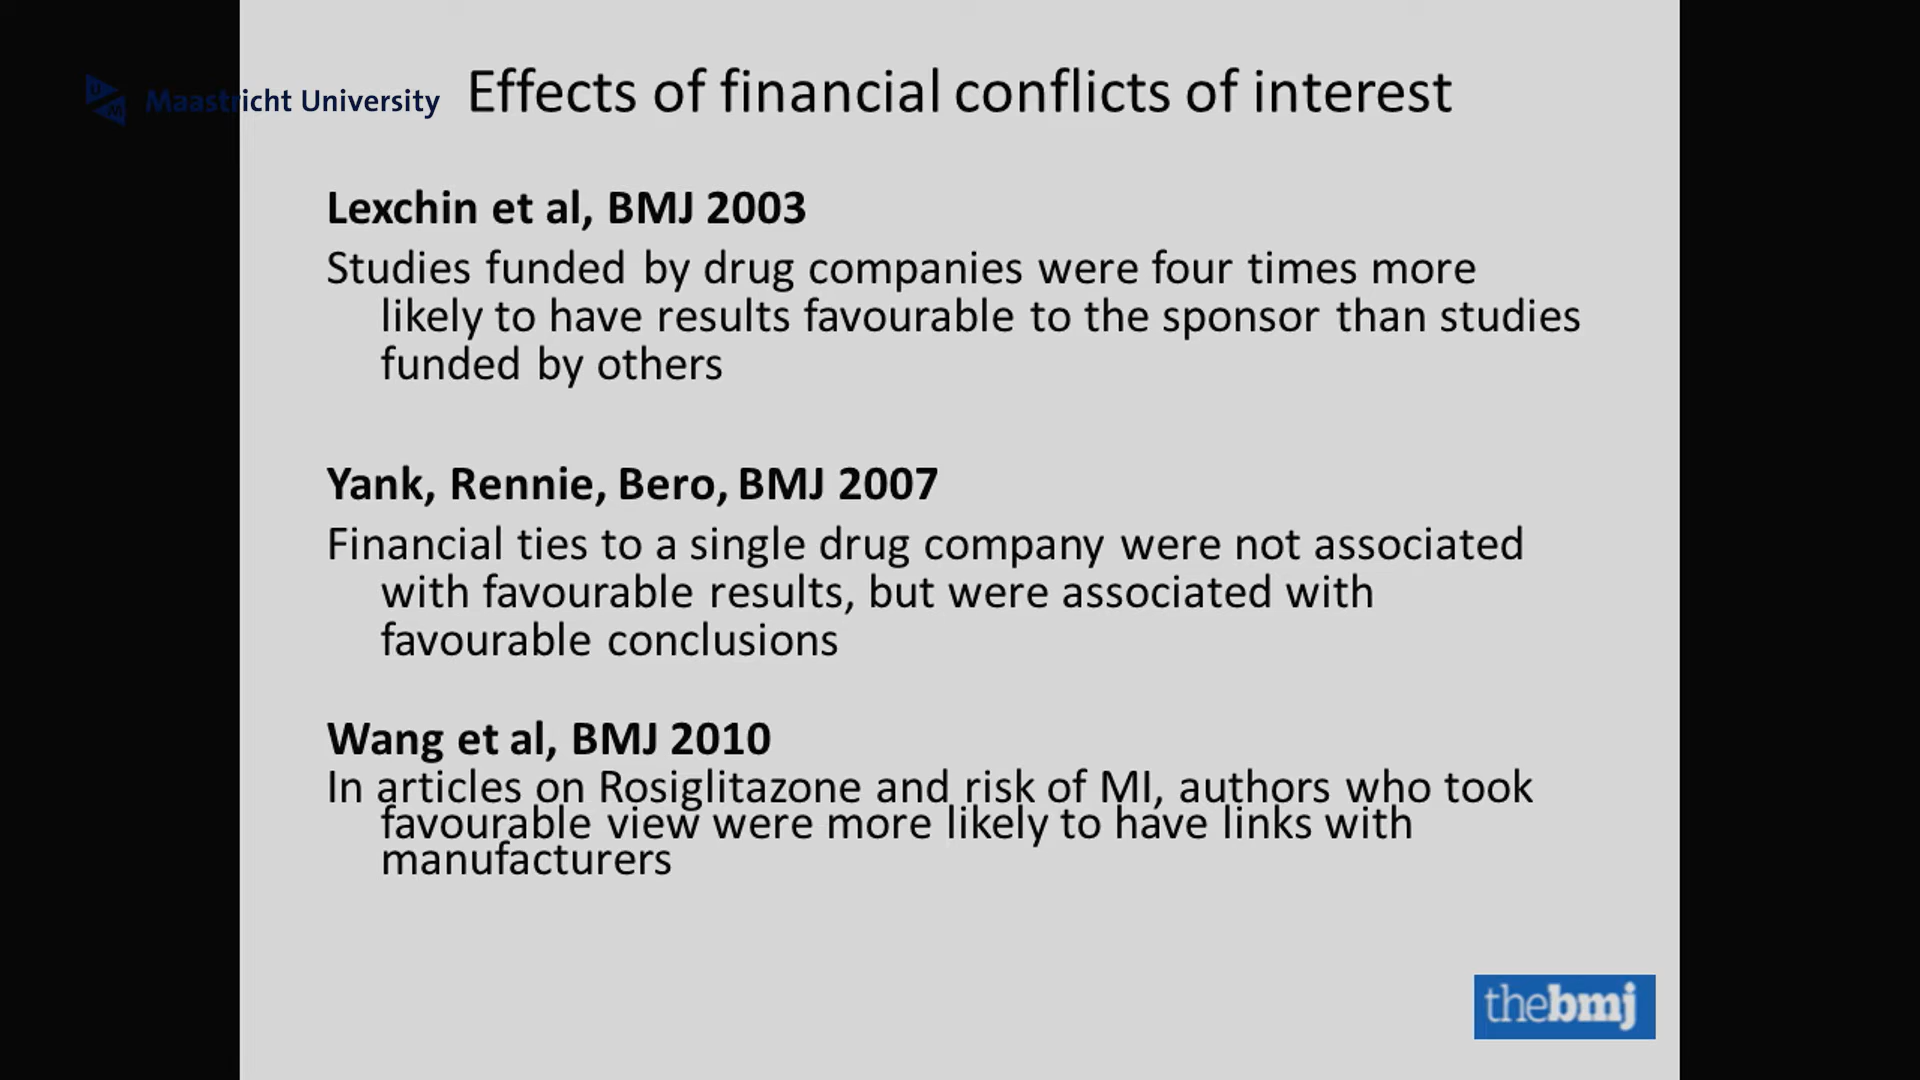 Maastricht University
Effects of financial conflicts of interest
Lexchin et al, BMJ 2003
Studies funded by drug companies were four times more
likely to have results favourable to the sponsor than studies
funded by others
Yank, Rennie, Bero, BMJ 2007
Financial ties to a single drug company were not associated
with favourable results, but were associated with
favourable conclusions
Wang et al, BMJ 2010
In articles on Rosiglitazone and risk of MI, authors who took
favourable view were more likely to have links with
manufacturers
thebmj